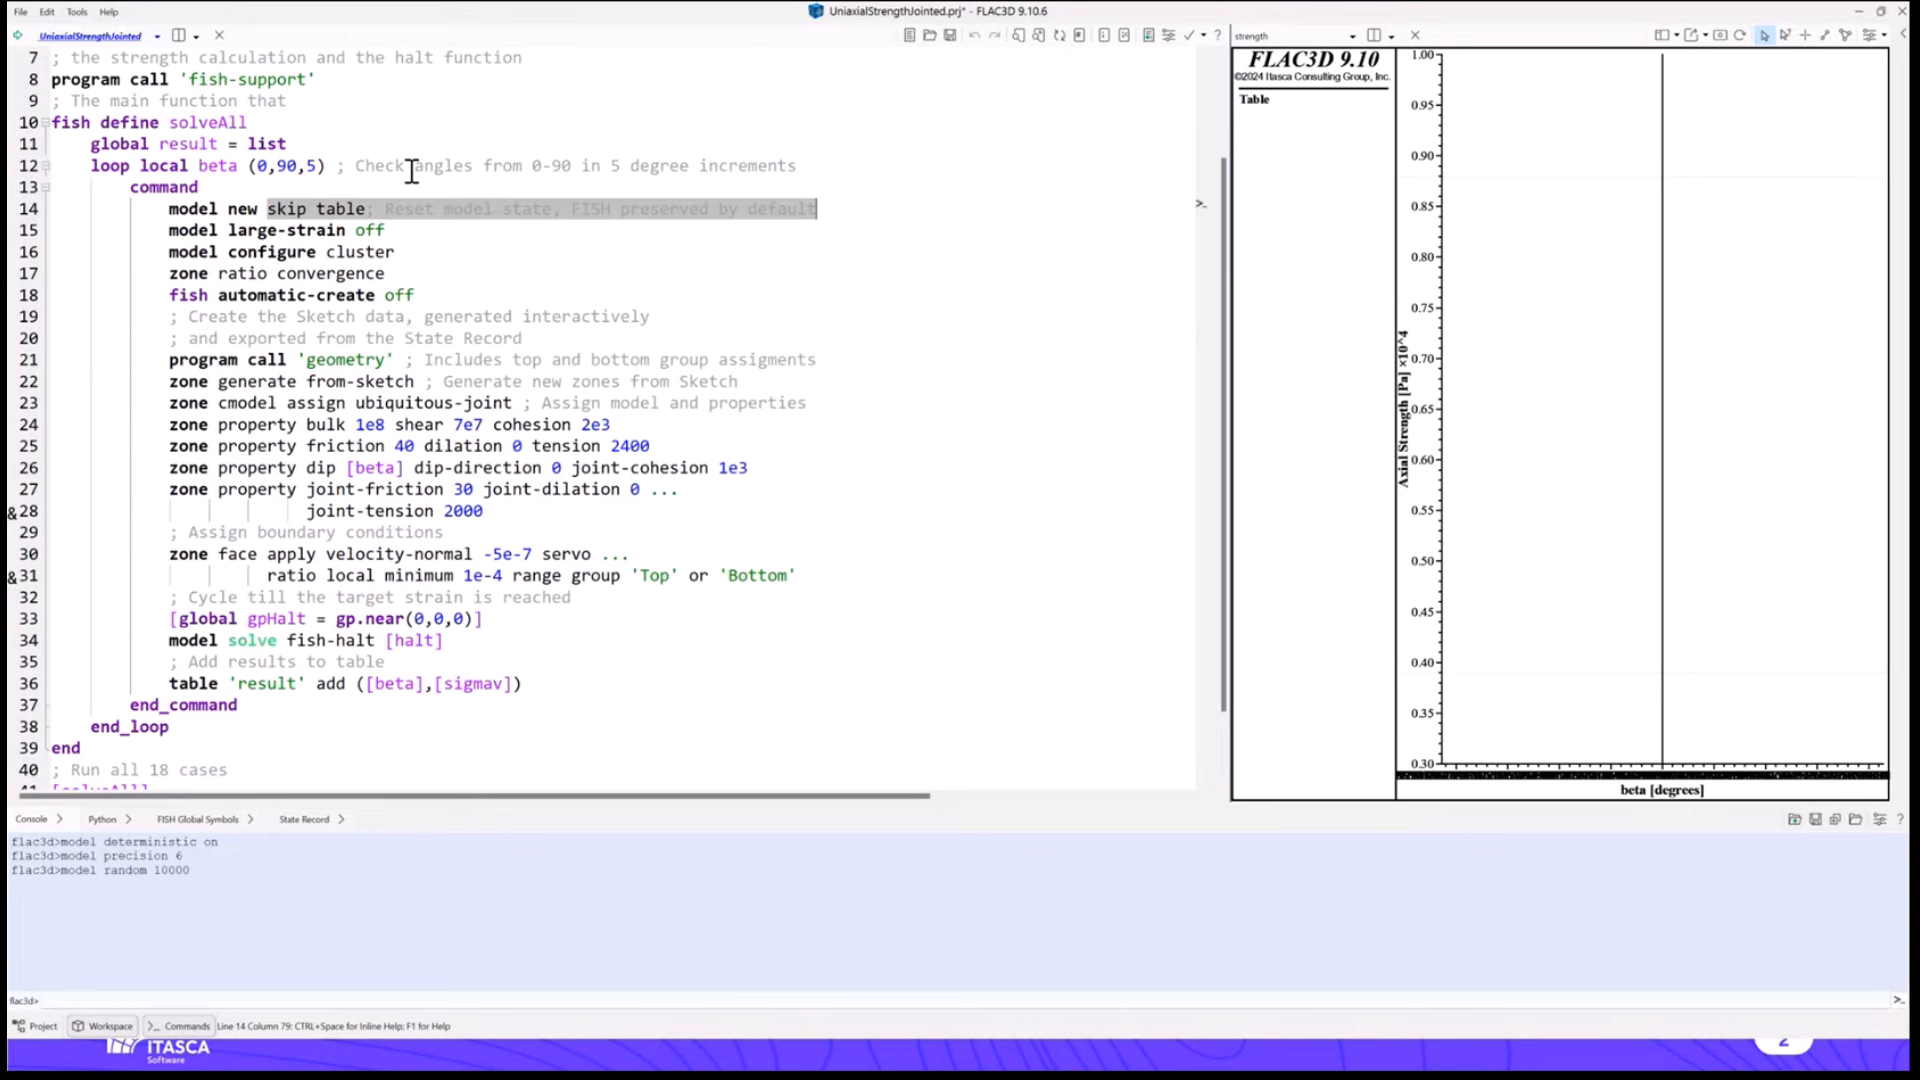 File Edit Tools Help
UniaxialStrengthJointed.prj* - FLAC3D 9.10.6
UniaxialStrengthJointed
7 ; the strength calculation and the halt function
8 program call 'fish-support'
9 ; The main function that
10 fish define solveAll
11 global result = list
12 loop local beta (0,90,5) ; Check angles from 0-90 in 5 degree increments
13 command
14 model new skip table; Reset model state, FISH preserved by default
15 model large-strain off
16 model configure cluster
17 zone ratio convergence
18 fish automatic-create off
19 ; Create the Sketch data, generated interactively
20 ; and exported from the State Record
21 program call 'geometry' ; Includes top and bottom group assigments
22 zone generate from-sketch ; Generate new zones from Sketch
23 zone cmodel assign ubiquitous-joint ; Assign model and properties
24 zone property bulk 1e8 shear 7e7 cohesion 2e3
25 zone property friction 40 dilation 0 tension 2400
26 zone property dip [beta] dip-direction 0 joint-cohesion 1e3
27 zone property joint-friction 30 joint-dilation 0 ...
&28 joint-tension 2000
29 ; Assign boundary conditions
30 zone face apply velocity-normal -5e-7 servo ...
&31 ratio local minimum 1e-4 range group 'Top' or 'Bottom'
32 ; Cycle till the target strain is reached
33 [global gpHalt = gp.near(0,0,0)]
34 model solve fish-halt [halt]
35 ; Add results to table
36 table 'result' add ([beta],[sigmav])
37 end_command
38 end_loop
39 end
40 ; Run all 18 cases
41 [solveAll]
strength
FLAC3D 9.10
©2024 Itasca Consulting Group, Inc.
Table
1.00
0.95
0.90
0.85
0.80
0.75
0.70
0.65
0.60
0.55
0.50
0.45
0.40
0.35
0.30
Axial Strength [Pa] ×10^4
beta [degrees]
Console Python FISH Global Symbols State Record
flac3d>model deterministic on
flac3d>model precision 6
flac3d>model random 10000
flac3d>
Project Workspace Commands Line 14 Column 79: CTRL+Space for Inline Help; F1 for Help
ITASCA
Software
2